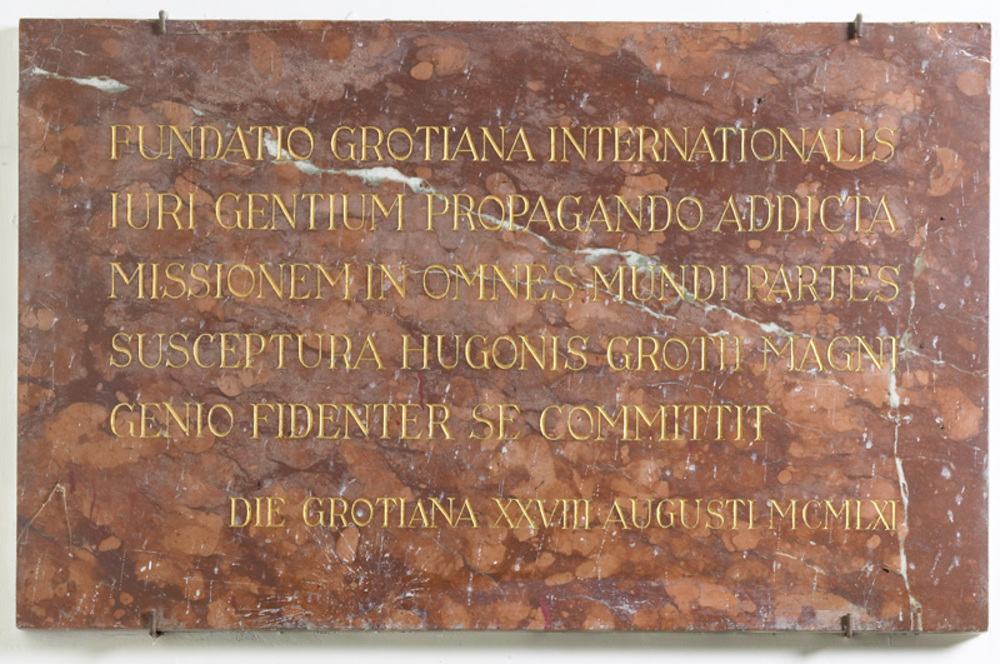 FUNDATIO GROTIANA INTERNATIONALIS
IURI GENTIUM PROPAGANDO ADDICTA
MISSIONEM IN OMNES MUNDI PARTES
SUSCEPTURA HUGONIS GROTII MAGNI
GENIO FIDENTER SE COMMITTIT
DIE GROTIANA XXVIII AUGUSTI MCMLXI